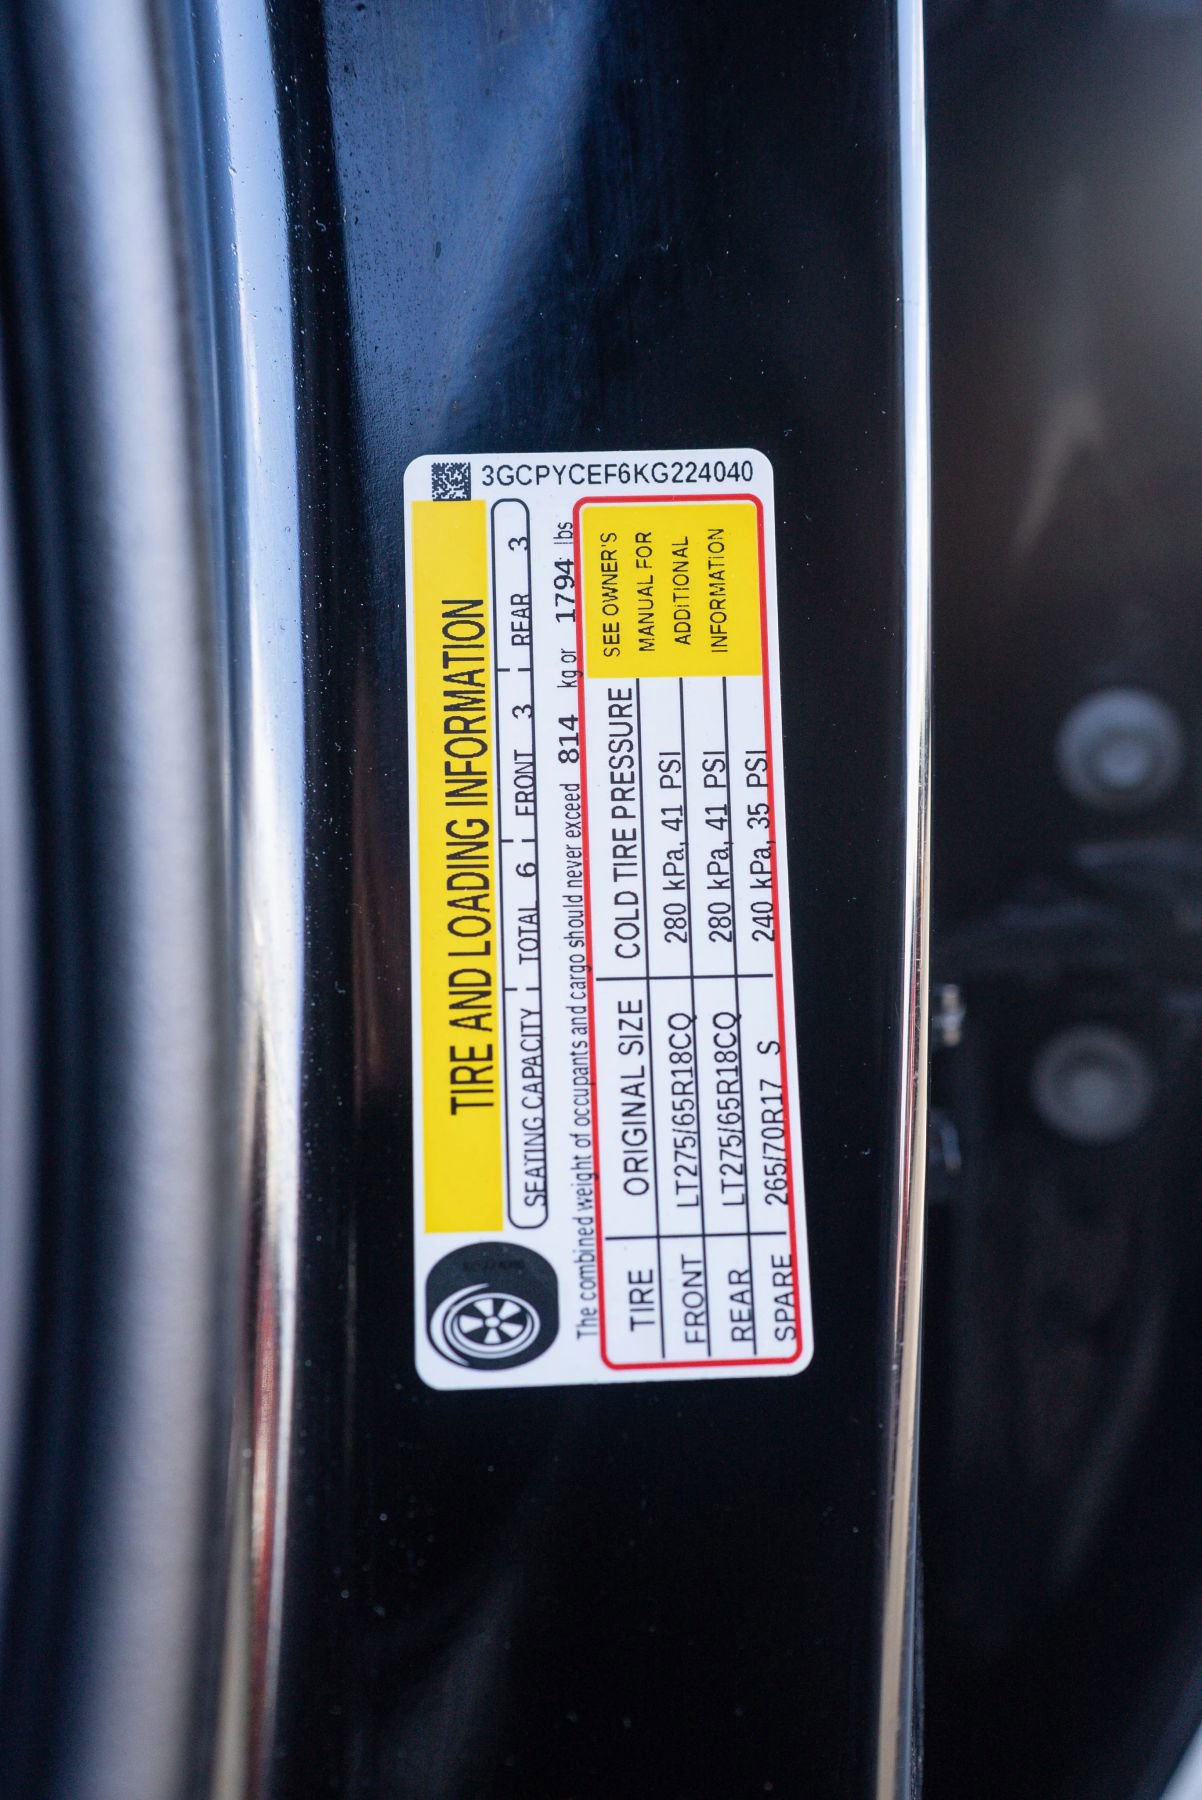 3GCPYCEF6KG224040
TIRE AND LOADING INFORMATION
SEATING CAPACITY TOTAL 6 FRONT 3 REAR 3
The combined weight of occupants and cargo should never exceed 814 kg or 1794 lbs
TIRE ORIGINAL SIZE COLD TIRE PRESSURE
FRONT LT275/65R18CQ 280 kPa, 41 PSI
REAR LT275/65R18CQ 280 kPa, 41 PSI
SPARE 265/70R17 S 240 kPa, 35 PSI
SEE OWNER'S
MANUAL FOR
ADDITIONAL
INFORMATION